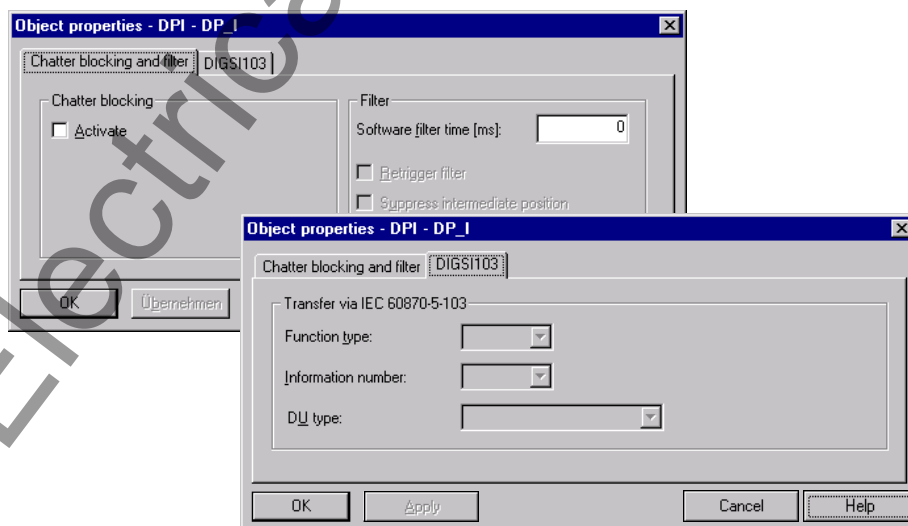 Object properties - DPI - DP_I
Chatter blocking and filter DIGSI103
Chatter blocking
Activate
Filter
Software filter time [ms]: 0
Retrigger filter
Suppress intermediate position
OK Übernehmen
Object properties - DPI - DP_I
Chatter blocking and filter DIGSI103
Transfer via IEC 60870-5-103
Function type:
Information number:
DU type:
OK Apply Cancel Help
Electrica